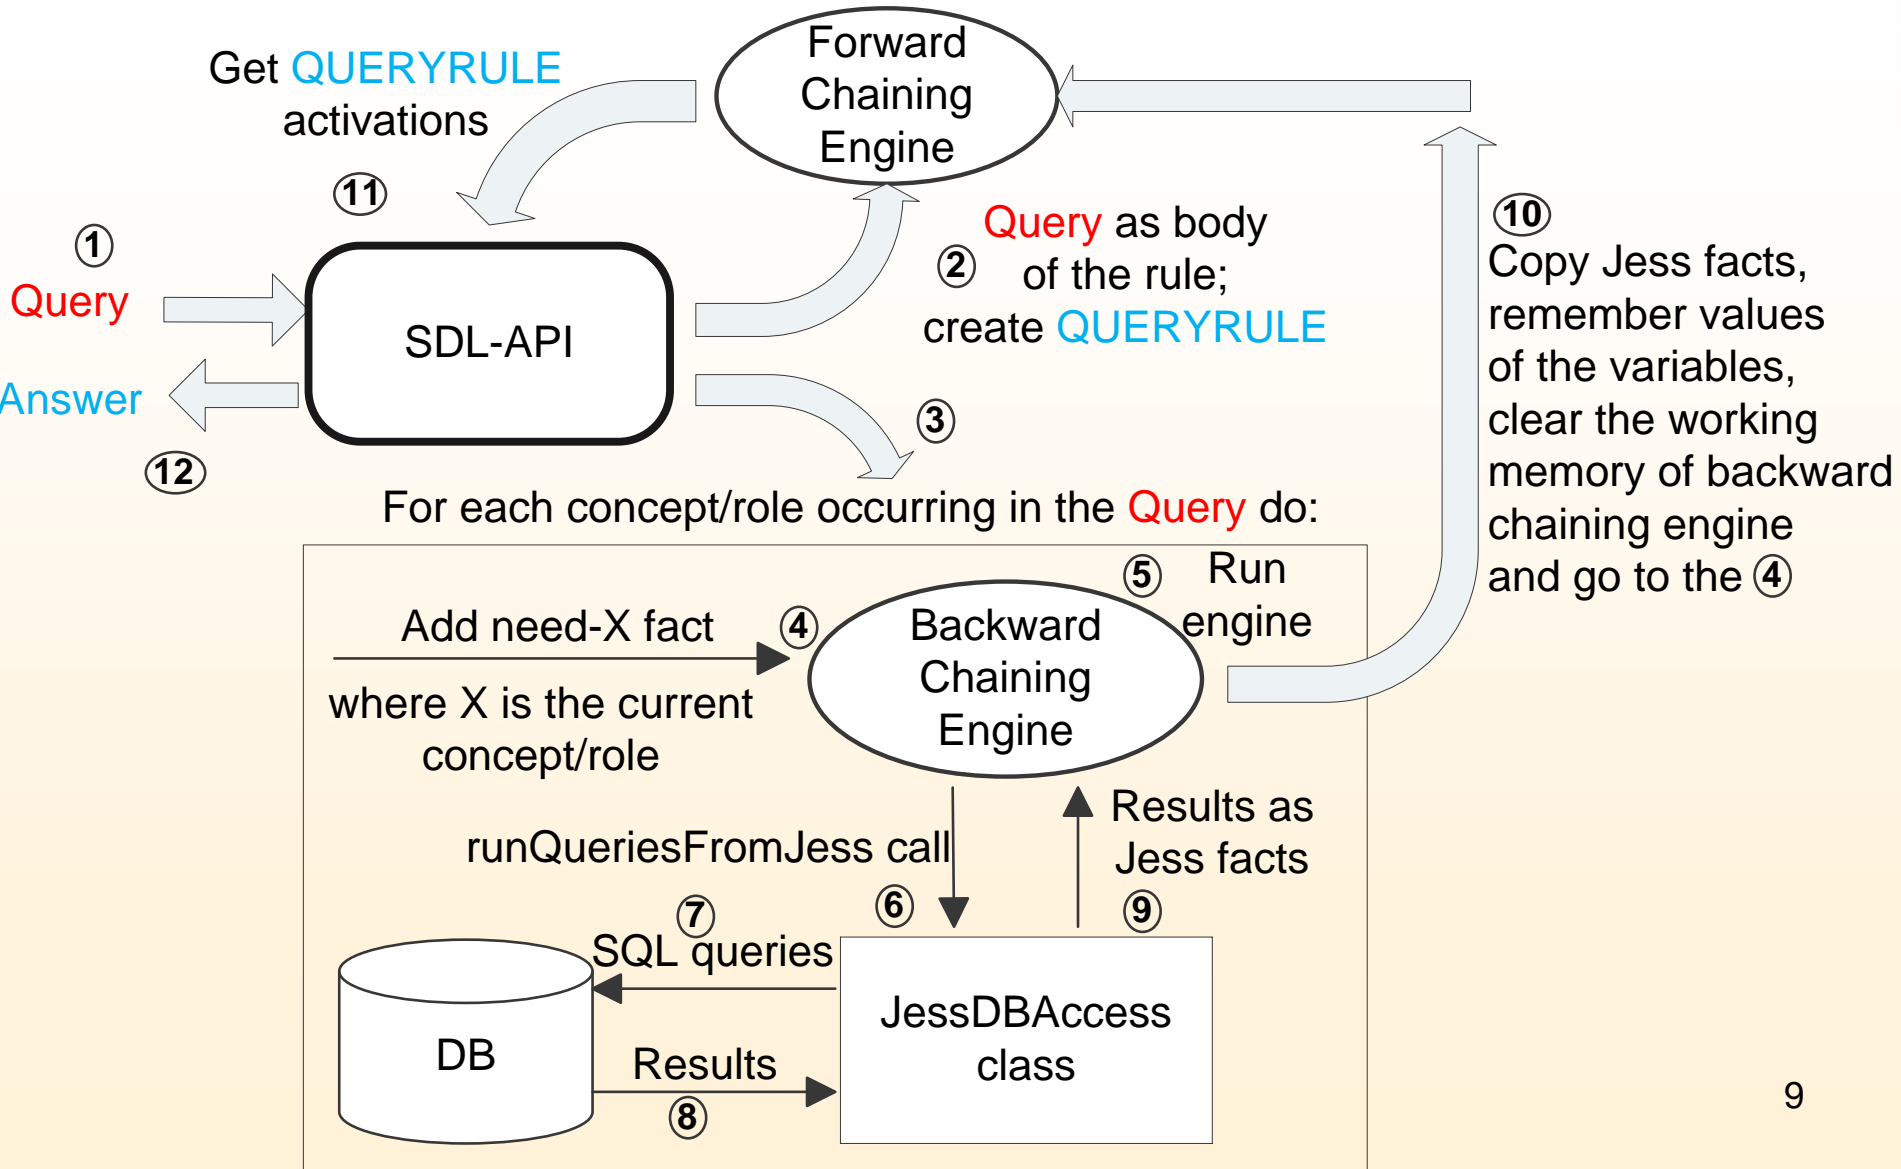 Forward
Chaining
Engine
Get QUERYRULE
activations
11
1
Query
SDL-API
Answer
12
2
Query as body
of the rule;
create QUERYRULE
3
10
Copy Jess facts,
remember values
of the variables,
clear the working
memory of backward
chaining engine
and go to the 4
For each concept/role occurring in the Query do:
Add need-X fact
where X is the current
concept/role
4
Backward
Chaining
Engine
5
Run
engine
runQueriesFromJess call
6
Results as
Jess facts
9
7
SQL queries
DB
Results
8
JessDBAccess
class
9